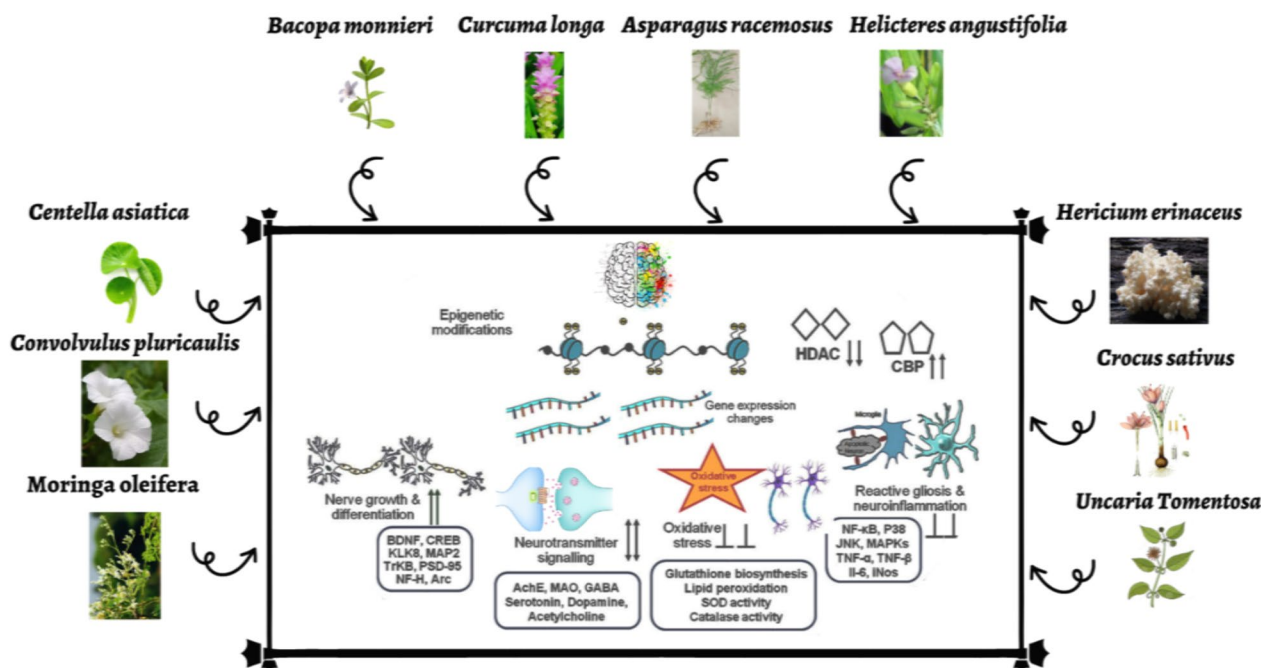 Bacopa monnieri
Curcuma longa
Asparagus racemosus
Helicteres angustifolia
Centella asiatica
Hericium erinaceus
Convolvulus pluricaulis
Crocus sativus
Moringa oleifera
Uncaria Tomentosa
Epigenetic
modifications
HDAC
CBP
Gene expression
changes
Microglia
Apoptotic
Neuron
Oxidative
stress
Nerve growth &
differentiation
BDNF, CREB
KLK8, MAP2
TrKB, PSD-95
NF-H, Arc
Neurotransmitter
signalling
AchE, MAO, GABA
Serotonin, Dopamine,
Acetylcholine
Oxidative
stress
Glutathione biosynthesis
Lipid peroxidation
SOD activity
Catalase activity
Reactive gliosis &
neuroinflammation
NF-κB, P38
JNK, MAPKs
TNF-α, TNF-β
Il-6, iNos